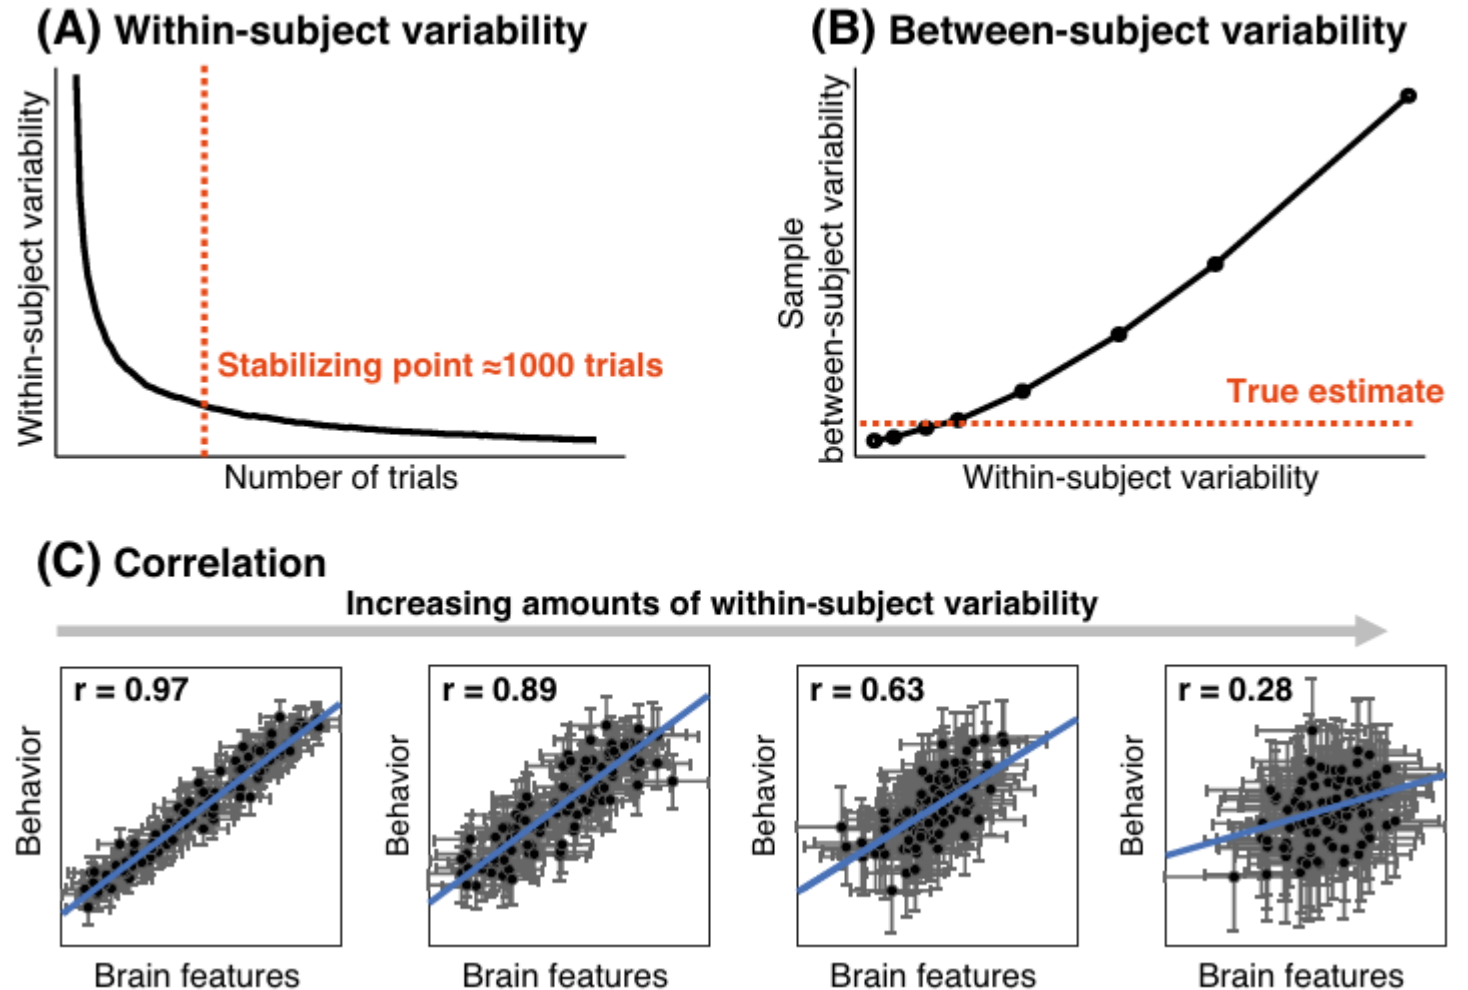 (A) Within-subject variability
Within-subject variability
Stabilizing point ≈1000 trials
Number of trials
(B) Between-subject variability
Sample
between-subject variability
True estimate
Within-subject variability
(C) Correlation
Increasing amounts of within-subject variability
r = 0.97
Behavior
Brain features
r = 0.89
Behavior
Brain features
r = 0.63
Behavior
Brain features
r = 0.28
Behavior
Brain features